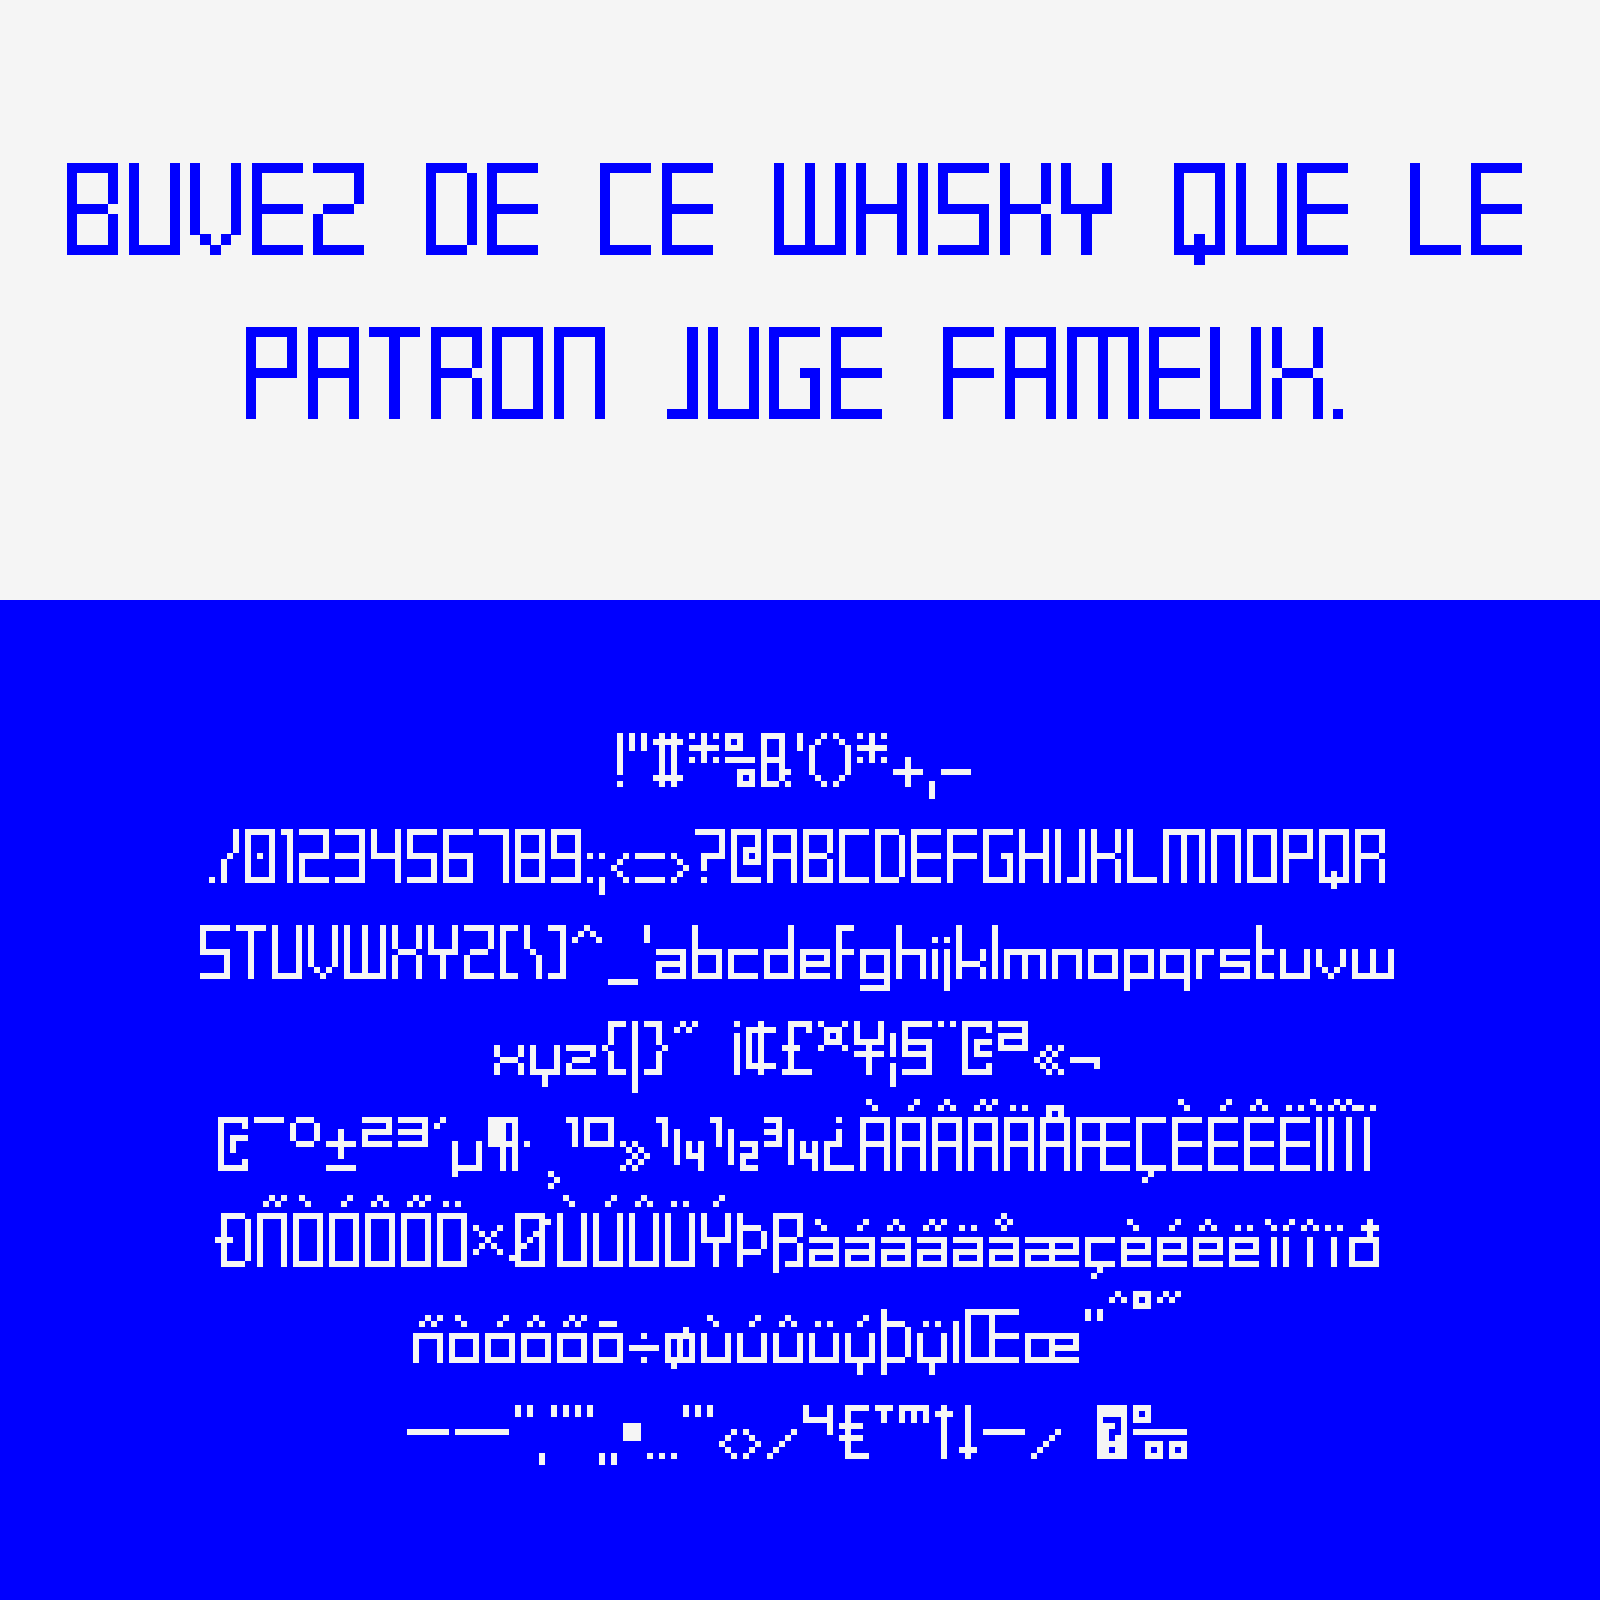 BUVEZ DE CE WHISKY QUE LE
PATRON JUGE FAMEUX.
!"#*%&'()*+,-
./0123456789:;<=>?@ABCDEFGHIJKLMNOPQR
STUVWXYZ[\]^_'abcdefghijklmnopqrstuvw
xyz{|}~ ¡¢£¤¥¦§¨©ª«¬
®¯°±²³´µ¶·¸¹º»¼½¾¿ÀÁÂÃÄÅÆÇÈÉÊËÌÍÎÏ
ÐÑÒÓÔÕÖ×ØÙÚÛÜÝÞßàáâãäåæçèéêëìíîïð
ñòóôõö÷øùúûüýþÿıŒœ"ˆ˚˜
–—"‚""„•…'"‹›⁄⁴€™†‡−∕ �‰